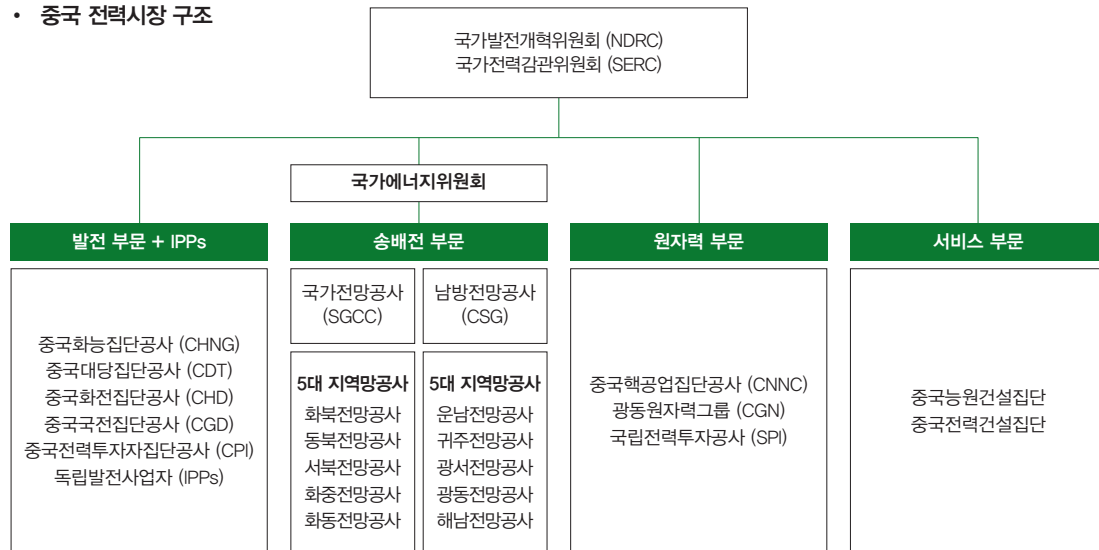 • 중국 전력시장 구조
국가발전개혁위원회 (NDRC)
국가전력감관위원회 (SERC)
국가에너지위원회
발전 부문 + IPPs
중국화능집단공사 (CHNG)
중국대당집단공사 (CDT)
중국화전집단공사 (CHD)
중국국전집단공사 (CGD)
중국전력투자자집단공사 (CPI)
독립발전사업자 (IPPs)
송배전 부문
국가전망공사
(SGCC)
5대 지역망공사
화북전망공사
동북전망공사
서북전망공사
화중전망공사
화동전망공사
남방전망공사
(CSG)
5대 지역망공사
운남전망공사
귀주전망공사
광서전망공사
광동전망공사
해남전망공사
원자력 부문
중국핵공업집단공사 (CNNC)
광동원자력그룹 (CGN)
국립전력투자공사 (SPI)
서비스 부문
중국능원건설집단
중국전력건설집단